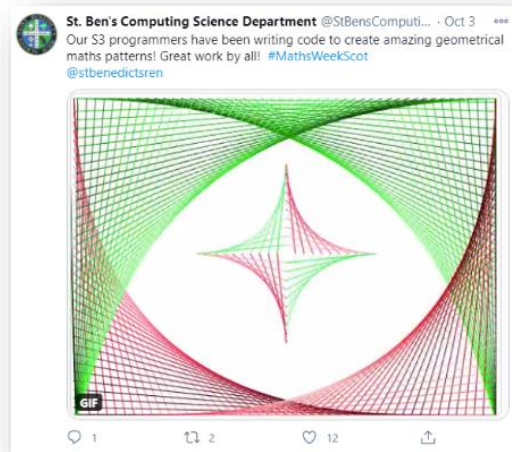 St. Ben's Computing Science Department @StBensComputi... · Oct 3
Our S3 programmers have been writing code to create amazing geometrical
maths patterns! Great work by all! #MathsWeekScot
@stbenedictsren
GIF
1 2 12